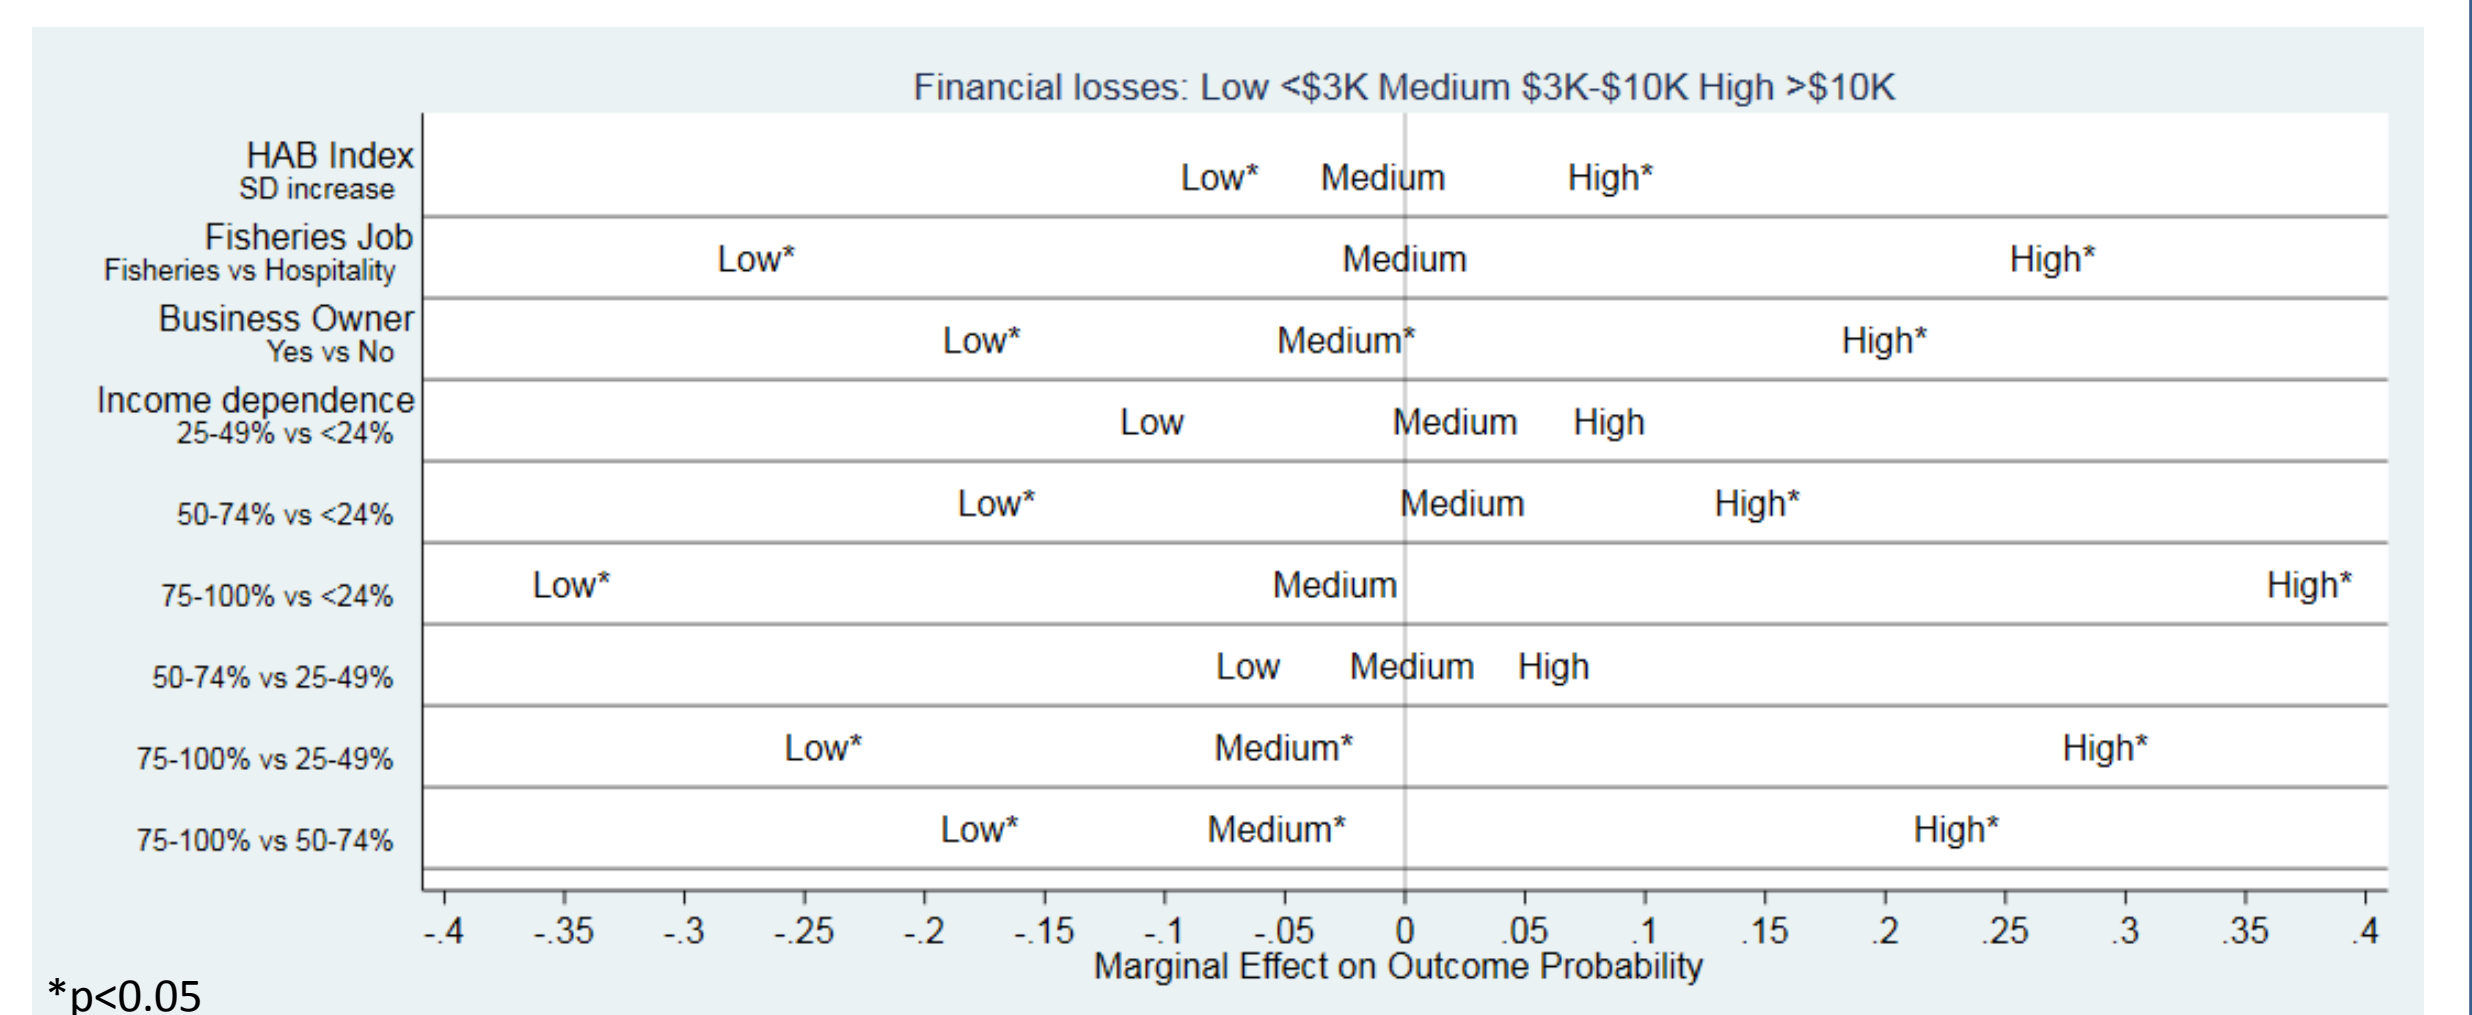 Financial losses: Low <$3K Medium $3K-$10K High >$10K
HAB Index
SD increase
Low* Medium High*
Fisheries Job
Fisheries vs Hospitality
Low* Medium High*
Business Owner
Yes vs No
Low* Medium* High*
Income dependence
25-49% vs <24%
Low Medium High
50-74% vs <24%
Low* Medium High*
75-100% vs <24%
Low* Medium High*
50-74% vs 25-49%
Low Medium High
75-100% vs 25-49%
Low* Medium* High*
75-100% vs 50-74%
Low* Medium* High*
-.4 -.35 -.3 -.25 -.2 -.15 -.1 -.05 0 .05 .1 .15 .2 .25 .3 .35 .4
Marginal Effect on Outcome Probability
*p<0.05